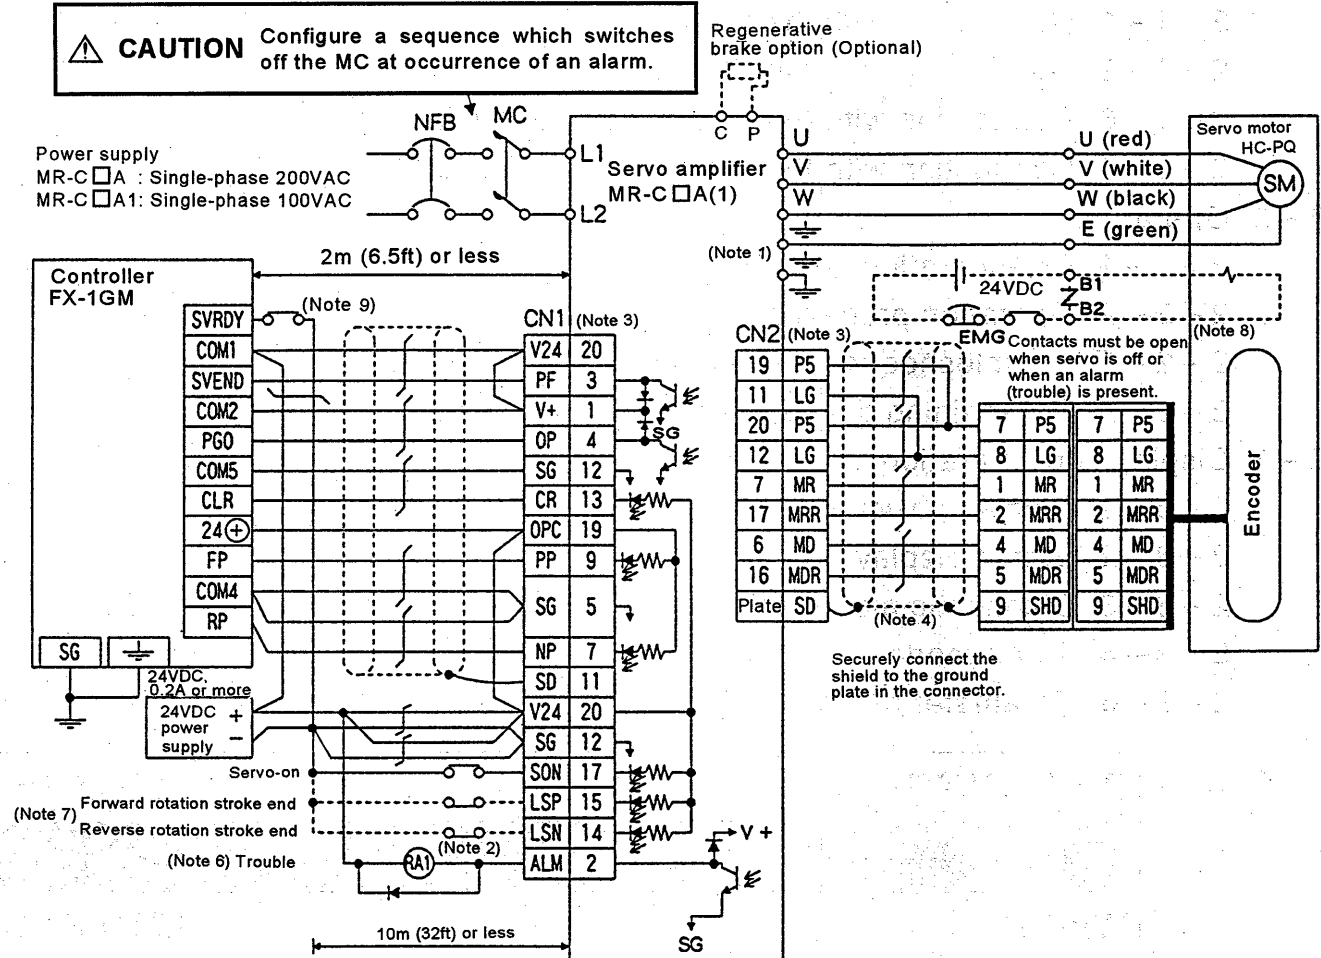 CAUTION
Configure a sequence which switches
off the MC at occurrence of an alarm.
Regenerative
brake option (Optional)
C P
NFB MC
Power supply
MR-C□A : Single-phase 200VAC
MR-C□A1: Single-phase 100VAC
L1
L2
Servo amplifier
MR-C□A(1)
U
V
W
(Note 1)
U (red)
V (white)
W (black)
E (green)
Servo motor
HC-PQ
SM
2m (6.5ft) or less
Controller
FX-1GM
(Note 9)
SVRDY
COM1
SVEND
COM2
PG0
COM5
CLR
24+
FP
COM4
RP
SG
24VDC,
0.2A or more
24VDC +
power
supply −
CN1 (Note 3)
V24 20
PF 3
V+ 1
OP 4
SG 12
CR 13
OPC 19
PP 9
SG 5
NP 7
SD 11
V24 20
SG 12
SON 17
LSP 15
LSN 14
ALM 2
SG
Servo-on
(Note 7)
Forward rotation stroke end
Reverse rotation stroke end
(Note 2)
(Note 6) Trouble
RA1
10m (32ft) or less
V +
SG
24VDC
B1
B2
EMG
(Note 8)
Contacts must be open
when servo is off or
when an alarm
(trouble) is present.
CN2 (Note 3)
19 P5
11 LG
20 P5
12 LG
7 MR
17 MRR
6 MD
16 MDR
Plate SD
(Note 4)
7 P5 7 P5
8 LG 8 LG
1 MR 1 MR
2 MRR 2 MRR
4 MD 4 MD
5 MDR 5 MDR
9 SHD 9 SHD
Encoder
Securely connect the
shield to the ground
plate in the connector.